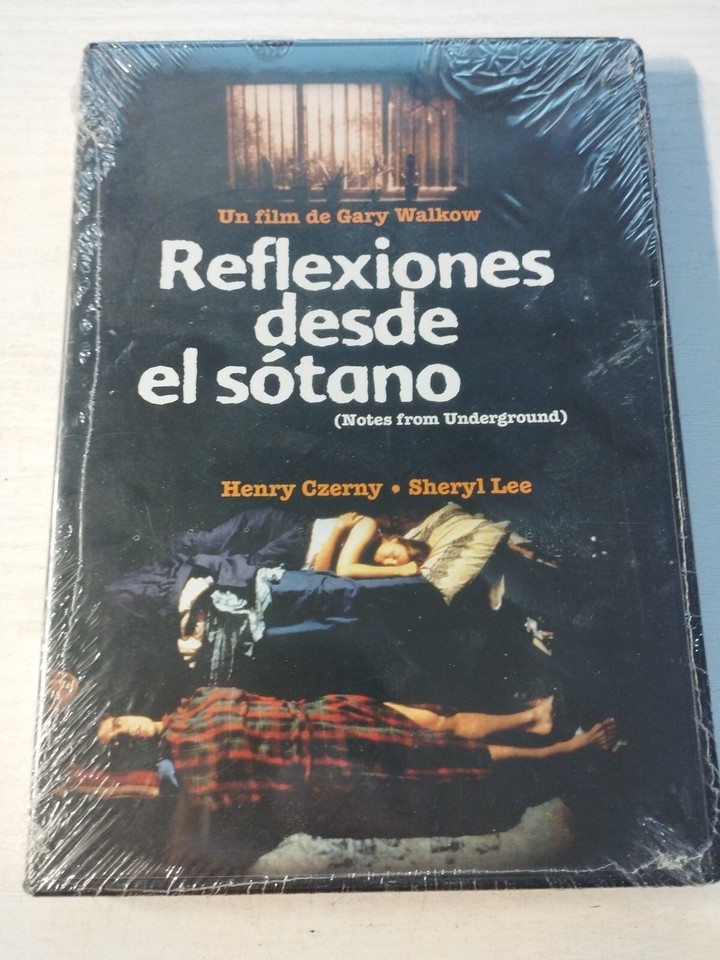 Un film de Gary Walkow
Reflexiones
desde
el sótano
(Notes from Underground)
Henry Czerny • Sheryl Lee